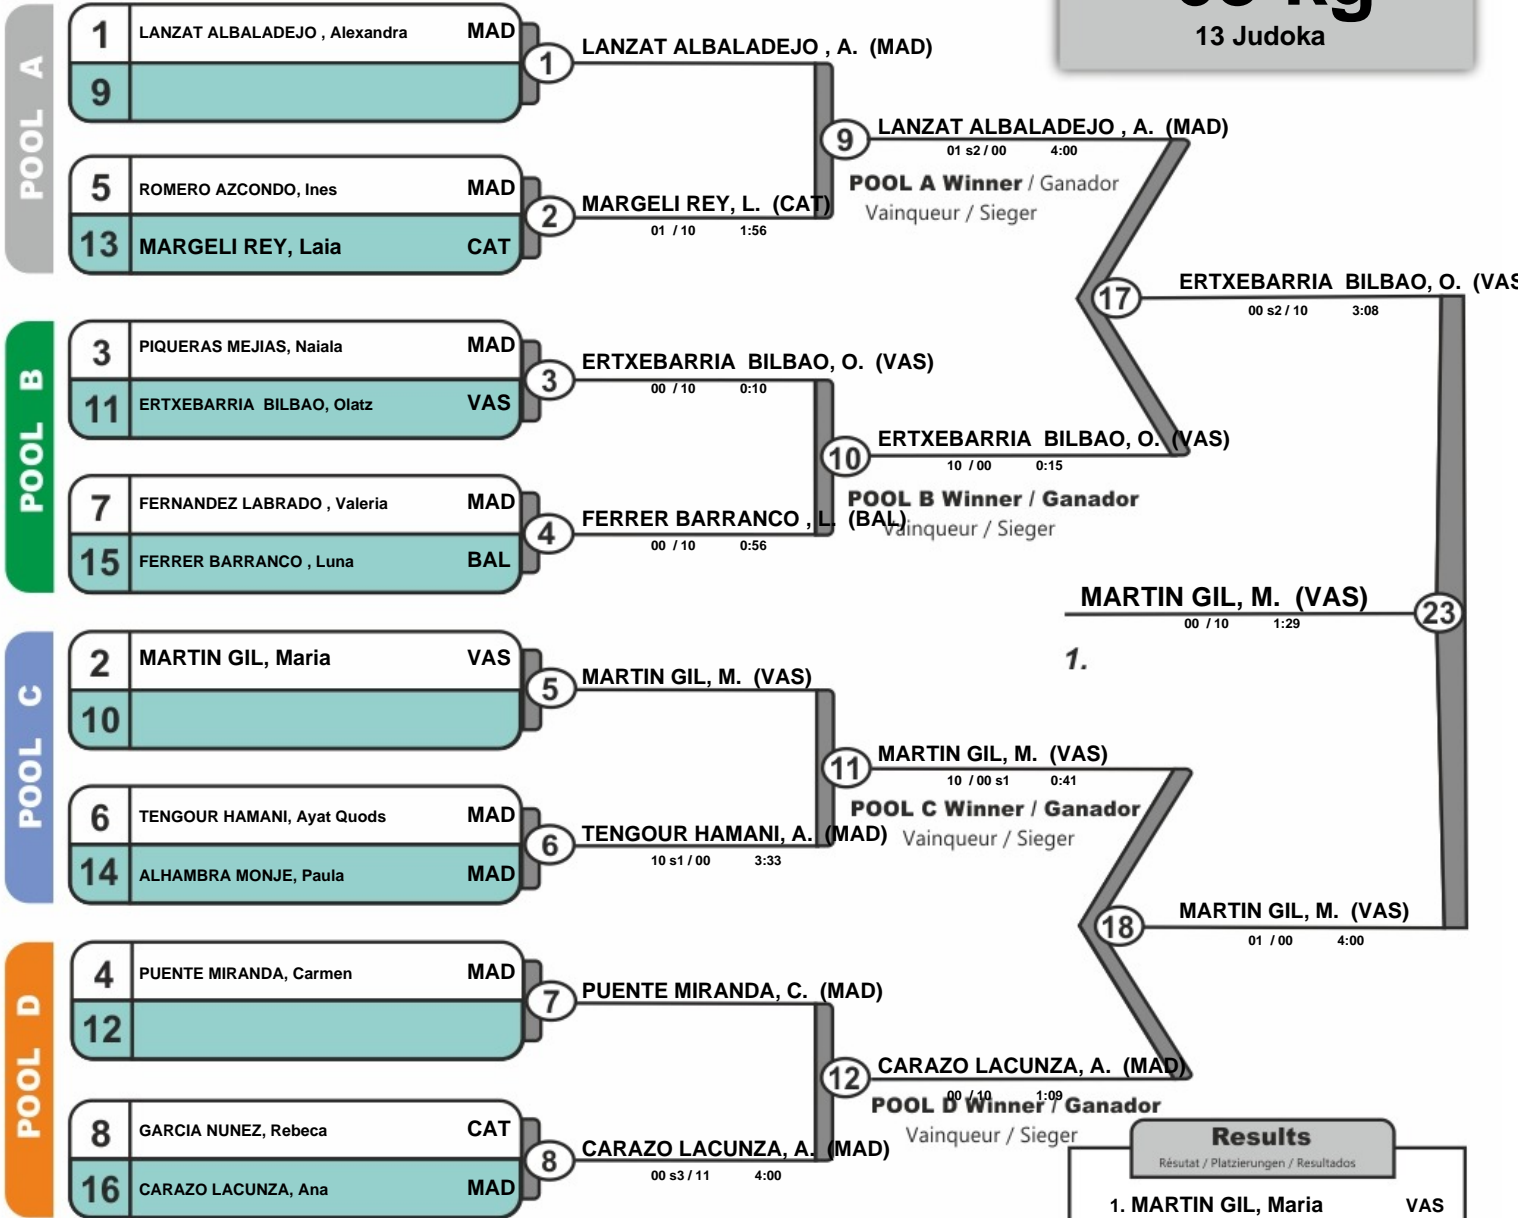 13 Judoka
POOL A
1 LANZAT ALBALADEJO , Alexandra MAD
9
5 ROMERO AZCONDO, Ines MAD
13 MARGELI REY, Laia CAT
1 LANZAT ALBALADEJO , A. (MAD)
2 MARGELI REY, L. (CAT)
01 / 10 1:56
9 LANZAT ALBALADEJO , A. (MAD)
01 s2 / 00 4:00
POOL A Winner / Ganador
Vainqueur / Sieger
POOL B
3 PIQUERAS MEJIAS, Naiala MAD
11 ERTXEBARRIA BILBAO, Olatz VAS
7 FERNANDEZ LABRADO , Valeria MAD
15 FERRER BARRANCO , Luna BAL
3 ERTXEBARRIA BILBAO, O. (VAS)
00 / 10 0:10
4 FERRER BARRANCO , L. (BAL)
00 / 10 0:56
10 ERTXEBARRIA BILBAO, O. (VAS)
10 / 00 0:15
POOL B Winner / Ganador
Vainqueur / Sieger
17 ERTXEBARRIA BILBAO, O. (VAS
00 s2 / 10 3:08
MARTIN GIL, M. (VAS) 23
00 / 10 1:29
1.
POOL C
2 MARTIN GIL, Maria VAS
10
6 TENGOUR HAMANI, Ayat Quods MAD
14 ALHAMBRA MONJE, Paula MAD
5 MARTIN GIL, M. (VAS)
6 TENGOUR HAMANI, A. (MAD)
10 s1 / 00 3:33
11 MARTIN GIL, M. (VAS)
10 / 00 s1 0:41
POOL C Winner / Ganador
Vainqueur / Sieger
POOL D
4 PUENTE MIRANDA, Carmen MAD
12
8 GARCIA NUNEZ, Rebeca CAT
16 CARAZO LACUNZA, Ana MAD
7 PUENTE MIRANDA, C. (MAD)
8 CARAZO LACUNZA, A. (MAD)
00 s3 / 11 4:00
12 CARAZO LACUNZA, A. (MAD)
00 / 10 1:09
POOL D Winner / Ganador
Vainqueur / Sieger
18 MARTIN GIL, M. (VAS)
01 / 00 4:00
Results
Résutat / Platzierungen / Resultados
1. MARTIN GIL, Maria VAS